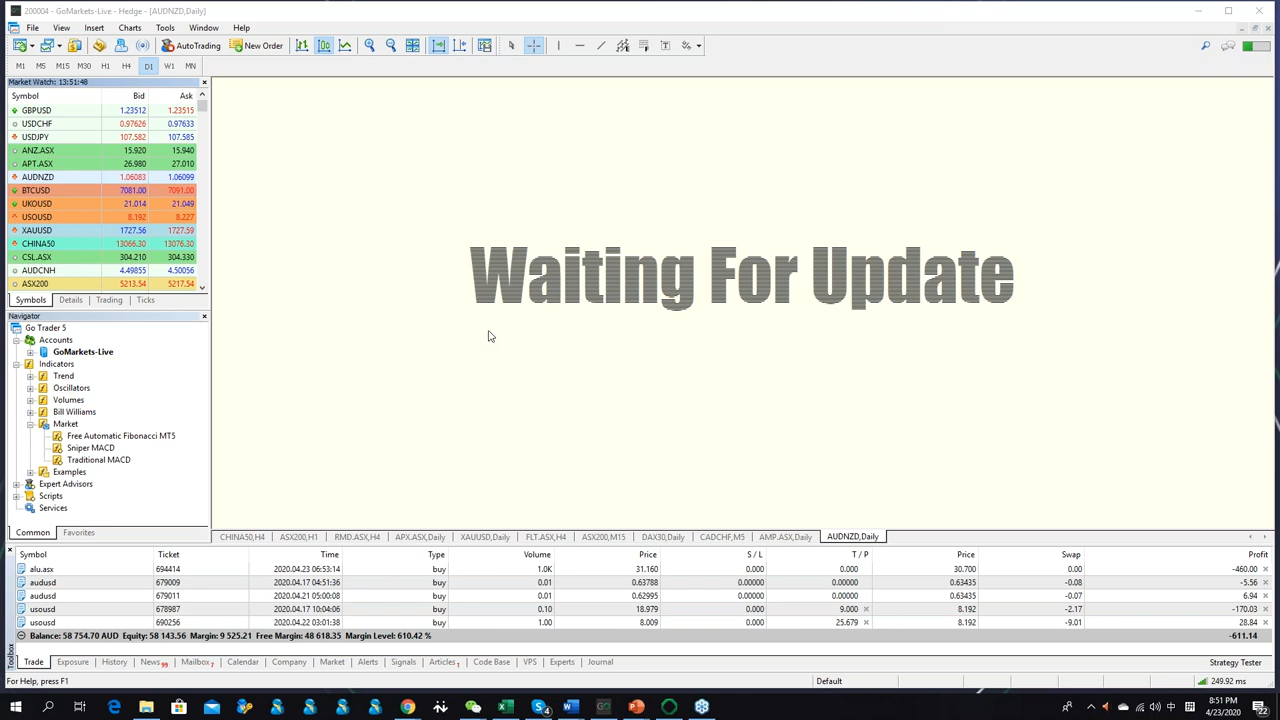 200004 - GoMarkets-Live - Hedge - [AUDNZD,Daily]
File View Insert Charts Tools Window Help
AutoTrading New Order
M1 M5 M15 M30 H1 H4 D1 W1 MN
Market Watch: 13:51:48
Symbol Bid Ask
GBPUSD 1.23512 1.23515
USDCHF 0.97626 0.97633
USDJPY 107.582 107.585
ANZ.ASX 15.920 15.940
APT.ASX 26.980 27.010
AUDNZD 1.06083 1.06099
BTCUSD 7081.00 7091.00
UKOUSD 21.014 21.049
USOUSD 8.192 8.227
XAUUSD 1727.56 1727.59
CHINA50 13066.30 13076.30
CSL.ASX 304.210 304.330
AUDCNH 4.49855 4.50056
ASX200 5213.54 5217.54
Symbols Details Trading Ticks
Waiting For Update
Navigator
Go Trader 5
Accounts
GoMarkets-Live
Indicators
Trend
Oscillators
Volumes
Bill Williams
Market
Free Automatic Fibonacci MT5
Sniper MACD
Traditional MACD
Examples
Expert Advisors
Scripts
Services
Common Favorites
CHINA50,H4 ASX200,H1 RMD.ASX,H4 APX.ASX,Daily XAUUSD,Daily FLT.ASX,H4 ASX200,M15 DAX30,Daily CADCHF,M5 AMP.ASX,Daily AUDNZD,Daily
Symbol Ticket Time Type Volume Price S / L T / P Price Swap Profit
alu.asx 694414 2020.04.23 06:53:14 buy 1.0K 31.160 0.000 0.000 30.700 0.00 -460.00
audusd 679009 2020.04.17 04:51:36 buy 0.01 0.63788 0.00000 0.00000 0.63435 -0.08 -5.56
audusd 679011 2020.04.21 05:00:08 buy 0.01 0.62995 0.00000 0.00000 0.63435 -0.07 6.94
usousd 678987 2020.04.17 10:04:06 buy 0.10 18.979 0.000 9.000 8.192 -2.17 -170.03
usousd 690256 2020.04.22 03:01:38 buy 1.00 8.009 0.000 25.679 8.192 -9.01 28.84
Balance: 58 754.70 AUD Equity: 58 143.56 Margin: 9 525.21 Free Margin: 48 618.35 Margin Level: 610.42 % -611.14
Toolbox
Trade Exposure History News 99 Mailbox 7 Calendar Company Market Alerts Signals Articles 1 Code Base VPS Experts Journal Strategy Tester
For Help, press F1 Default 249.92 ms
8:51 PM
4/23/2020
中
22